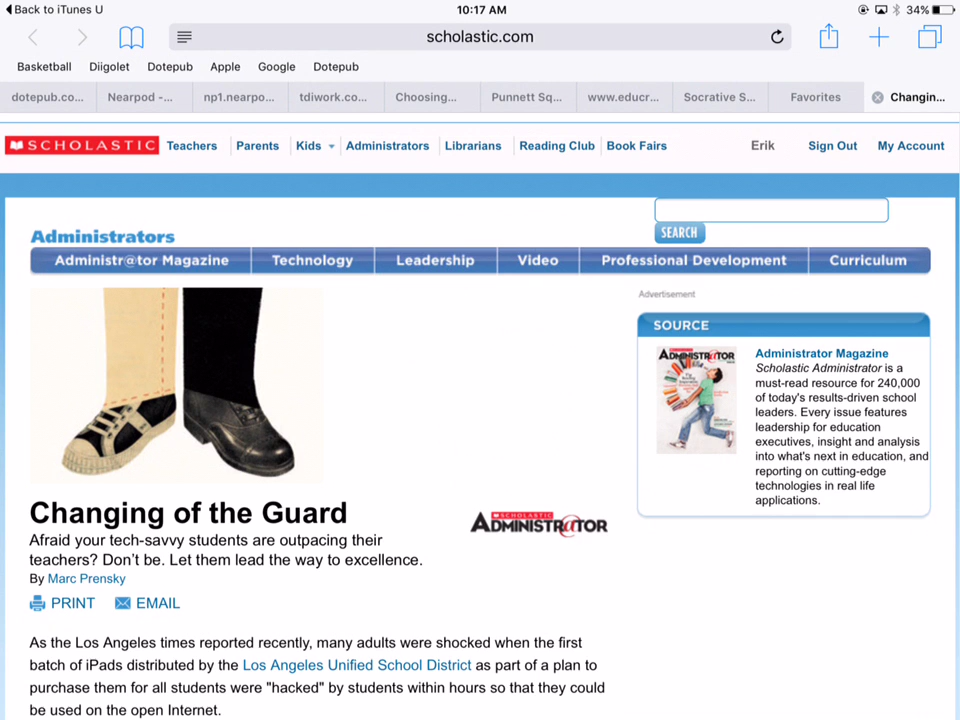 Back to iTunes U
10:17 AM
34%
scholastic.com
Basketball Diigolet Dotepub Apple Google Dotepub
dotepub.co... Nearpod -... np1.nearpo... tdiwork.co... Choosing... Punnett Sq... www.educr... Socrative S... Favorites Changin...
SCHOLASTIC Teachers Parents Kids Administrators Librarians Reading Club Book Fairs Erik Sign Out My Account
SEARCH
Administrators
Administr@tor Magazine Technology Leadership Video Professional Development Curriculum
Advertisement
SOURCE
SCHOLASTIC
ADMINISTR@TOR
Administrator Magazine
Scholastic Administrator is a
must-read resource for 240,000
of today's results-driven school
leaders. Every issue features
leadership for education
executives, insight and analysis
into what's next in education, and
reporting on cutting-edge
technologies in real life
applications.
Changing of the Guard
SCHOLASTIC
ADMINISTR@TOR
Afraid your tech-savvy students are outpacing their
teachers? Don’t be. Let them lead the way to excellence.
By Marc Prensky
PRINT EMAIL
As the Los Angeles times reported recently, many adults were shocked when the first
batch of iPads distributed by the Los Angeles Unified School District as part of a plan to
purchase them for all students were "hacked" by students within hours so that they could
be used on the open Internet.